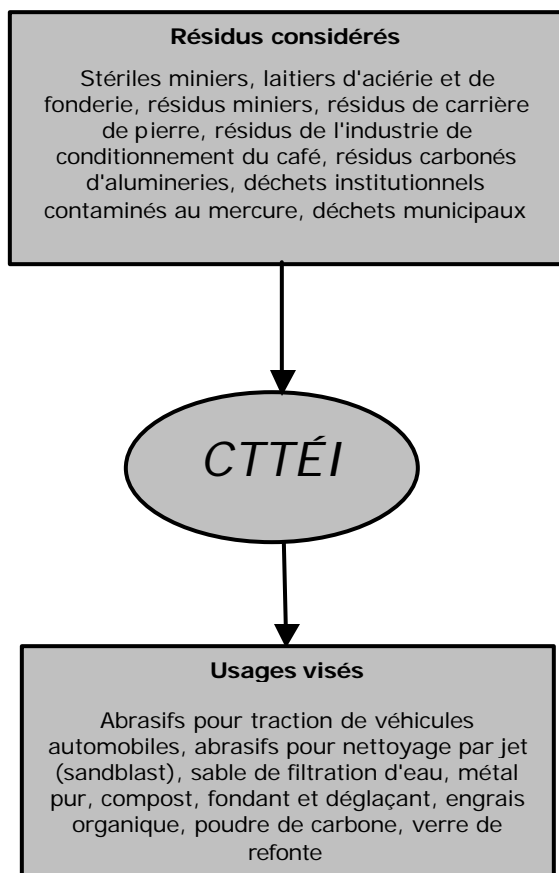 Résidus considérés
Stériles miniers, laitiers d'aciérie et de
fonderie, résidus miniers, résidus de carrière
de pierre, résidus de l'industrie de
conditionnement du café, résidus carbonés
d'alumineries, déchets institutionnels
contaminés au mercure, déchets municipaux
CTTÉI
Usages visés
Abrasifs pour traction de véhicules
automobiles, abrasifs pour nettoyage par jet
(sandblast), sable de filtration d'eau, métal
pur, compost, fondant et déglaçant, engrais
organique, poudre de carbone, verre de
refonte